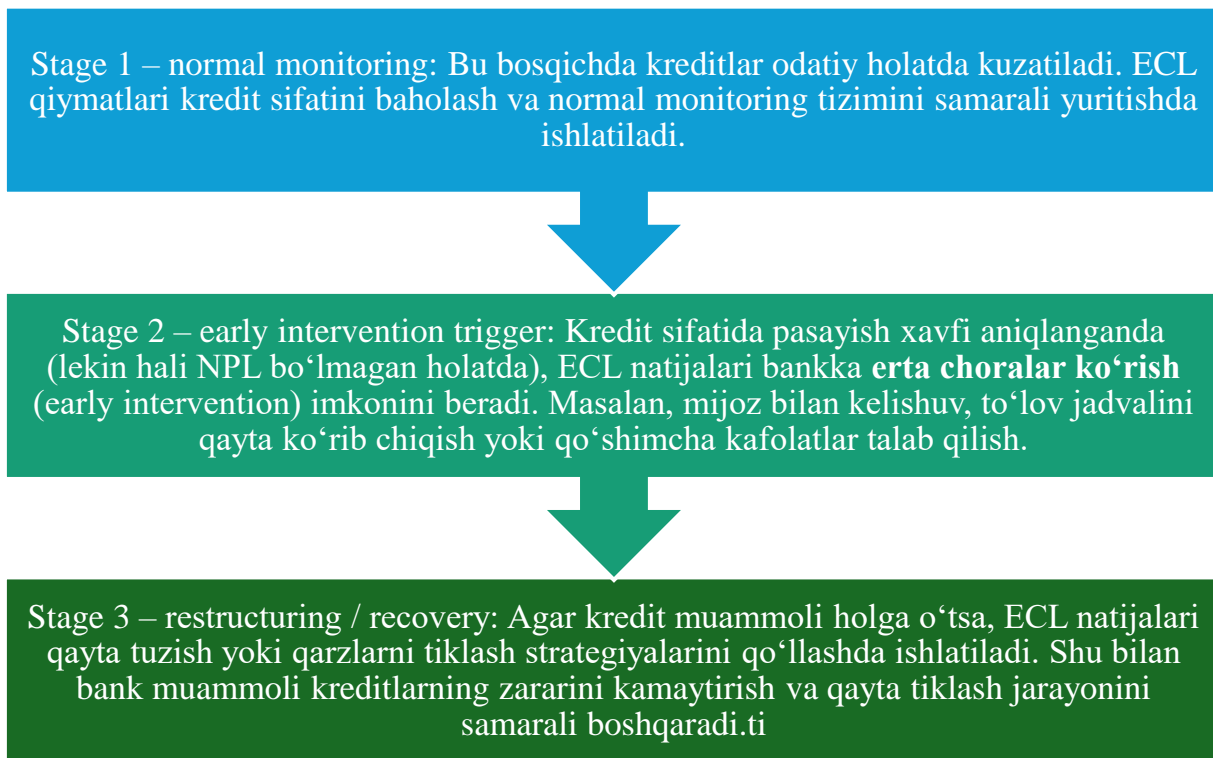 Stage 1 – normal monitoring: Bu bosqichda kreditlar odatiy holatda kuzatiladi. ECL
qiymatlari kredit sifatini baholash va normal monitoring tizimini samarali yuritishda
ishlatiladi.
Stage 2 – early intervention trigger: Kredit sifatida pasayish xavfi aniqlanganda
(lekin hali NPL bo‘lmagan holatda), ECL natijalari bankka erta choralar ko‘rish
(early intervention) imkonini beradi. Masalan, mijoz bilan kelishuv, to‘lov jadvalini
qayta ko‘rib chiqish yoki qo‘shimcha kafolatlar talab qilish.
Stage 3 – restructuring / recovery: Agar kredit muammoli holga o‘tsa, ECL natijalari
qayta tuzish yoki qarzlarni tiklash strategiyalarini qo‘llashda ishlatiladi. Shu bilan
bank muammoli kreditlarning zararini kamaytirish va qayta tiklash jarayonini
samarali boshqaradi.ti